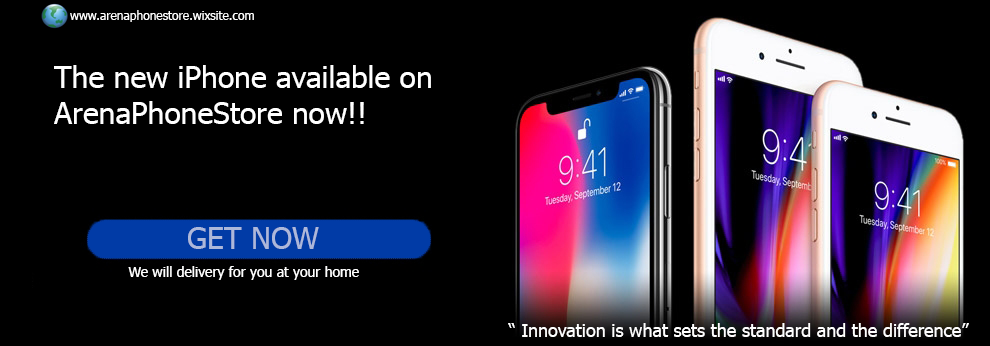 www.arenaphonestore.wixsite.com
The new iPhone available on
ArenaPhoneStore now!!
GET NOW
We will delivery for you at your home
9:41
Tuesday, September 12
9:41
Tuesday, Septemb
100%
9:41
Tuesday, September 12
“ Innovation is what sets the standard and the difference”